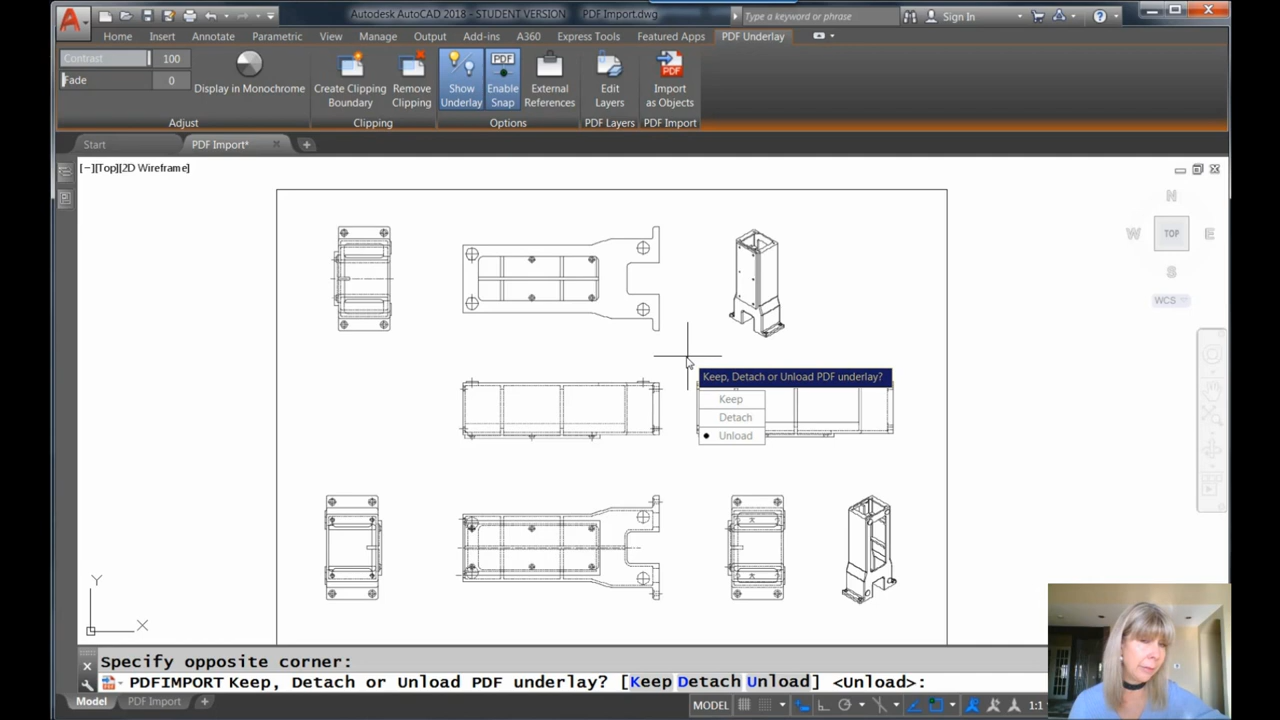 Autodesk AutoCAD 2018 - STUDENT VERSION PDF Import.dwg
Type a keyword or phrase
Sign In
Home Insert Annotate Parametric View Manage Output Add-ins A360 Express Tools Featured Apps PDF Underlay
Contrast 100
Fade 0
Display in Monochrome
Create Clipping Boundary
Remove Clipping
Show Underlay
Enable Snap
External References
Edit Layers
Import as Objects
Adjust Clipping Options PDF Layers PDF Import
Start PDF Import*
[−][Top][2D Wireframe]
N
W TOP E
S
WCS
Keep, Detach or Unload PDF underlay?
Keep
Detach
Unload
Y
X
Specify opposite corner:
PDFIMPORT Keep, Detach or Unload PDF underlay? [Keep Detach Unload] <Unload>:
Model PDF Import
MODEL 1:1